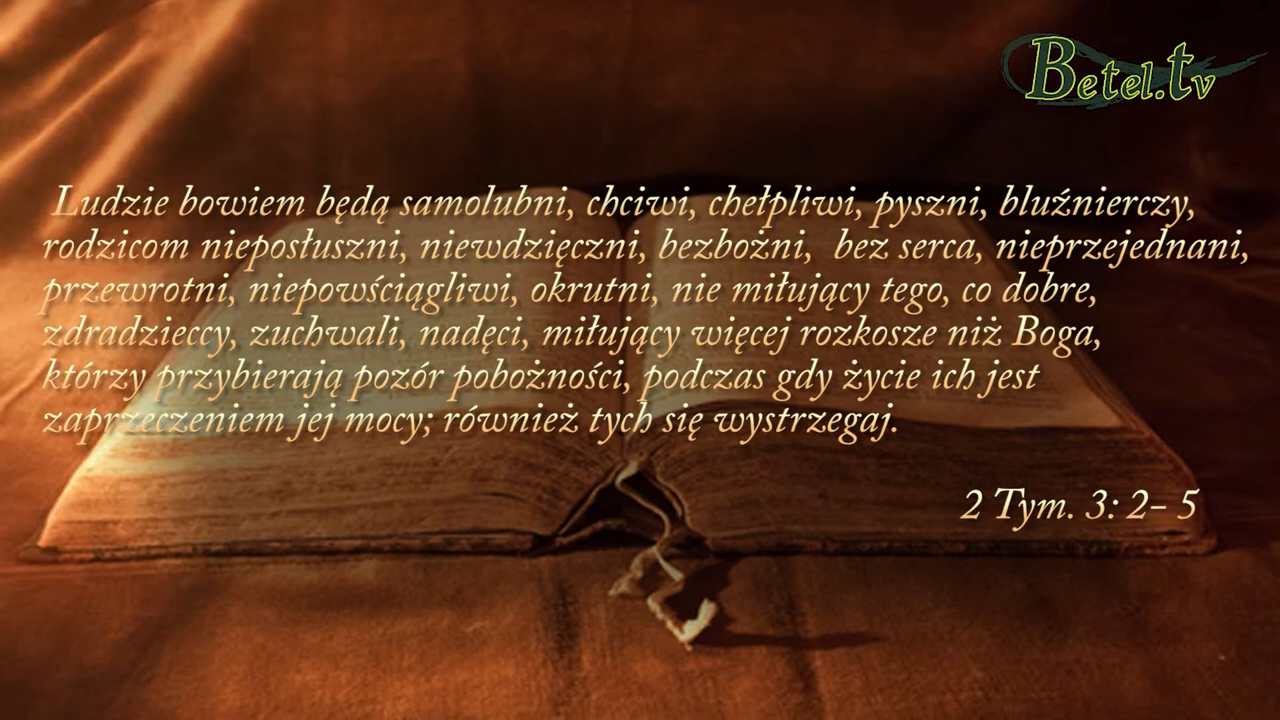 Betel.tv
Ludzie bowiem będą samolubni, chciwi, chełpliwi, pyszni, bluźnierczy,
rodzicom nieposłuszni, niewdzięczni, bezbożni, bez serca, nieprzejednani,
przewrotni, niepowściągliwi, okrutni, nie miłujący tego, co dobre,
zdradzieccy, zuchwali, nadęci, miłujący więcej rozkosze niż Boga,
którzy przybierają pozór pobożności, podczas gdy życie ich jest
zaprzeczeniem jej mocy; również tych się wystrzegaj.
2 Tym. 3: 2- 5